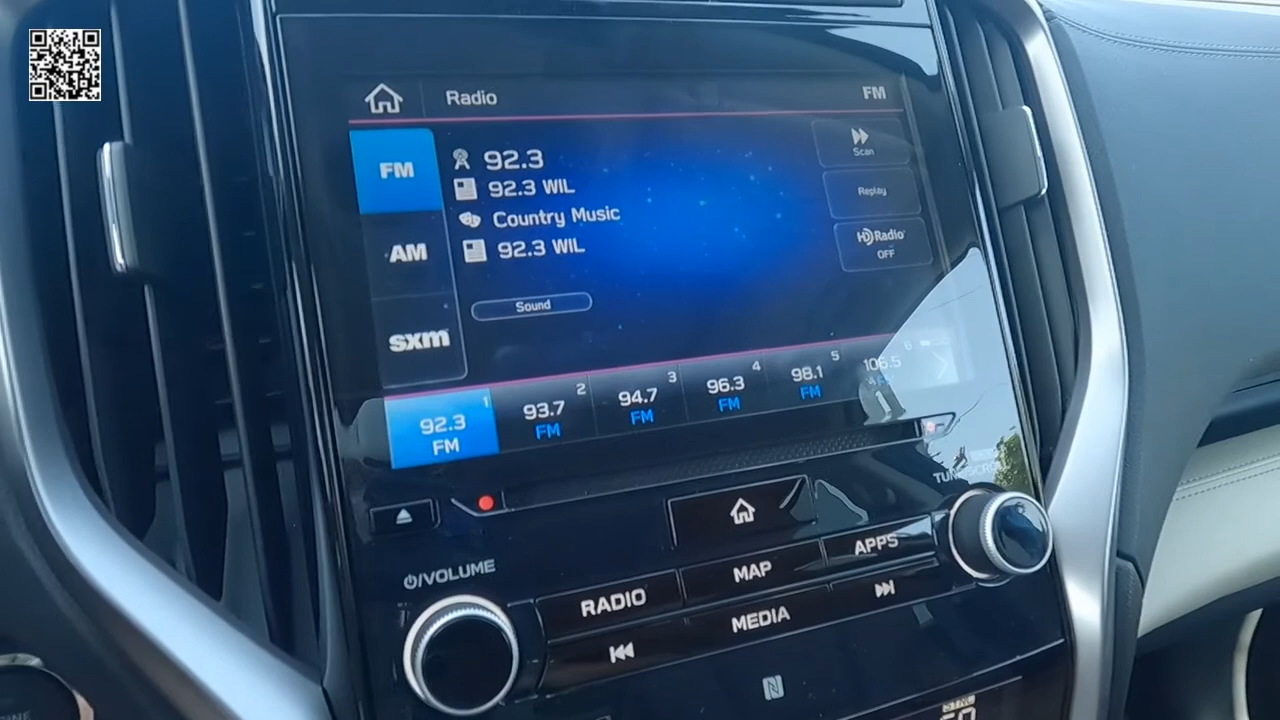 Radio
FM
FM
AM
sxm
92.3
92.3 WIL
Country Music
92.3 WIL
Sound
Scan
Replay
HD Radio
OFF
1
92.3
FM
2
93.7
FM
3
94.7
FM
4
96.3
FM
5
98.1
FM
6
106.5
/VOLUME
RADIO
MAP
APPS
MEDIA